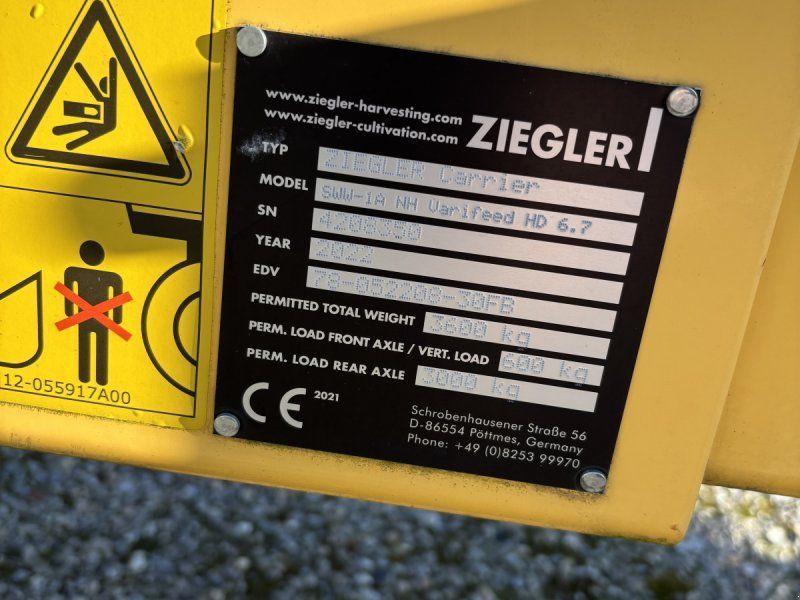 www.ziegler-harvesting.com
www.ziegler-cultivation.com
ZIEGLER
TYP ZIEGLER Carrier
MODEL SWW-1A NH Varifeed HD 6.7
SN 4208350
YEAR 2022
EDV 78-052208-30FB
PERMITTED TOTAL WEIGHT 3600 kg
PERM. LOAD FRONT AXLE / VERT. LOAD 600 kg
PERM. LOAD REAR AXLE 3000 kg
CE 2021
Schrobenhausener Straße 56
D-86554 Pöttmes, Germany
Phone: +49 (0)8253 99970
12-055917A00